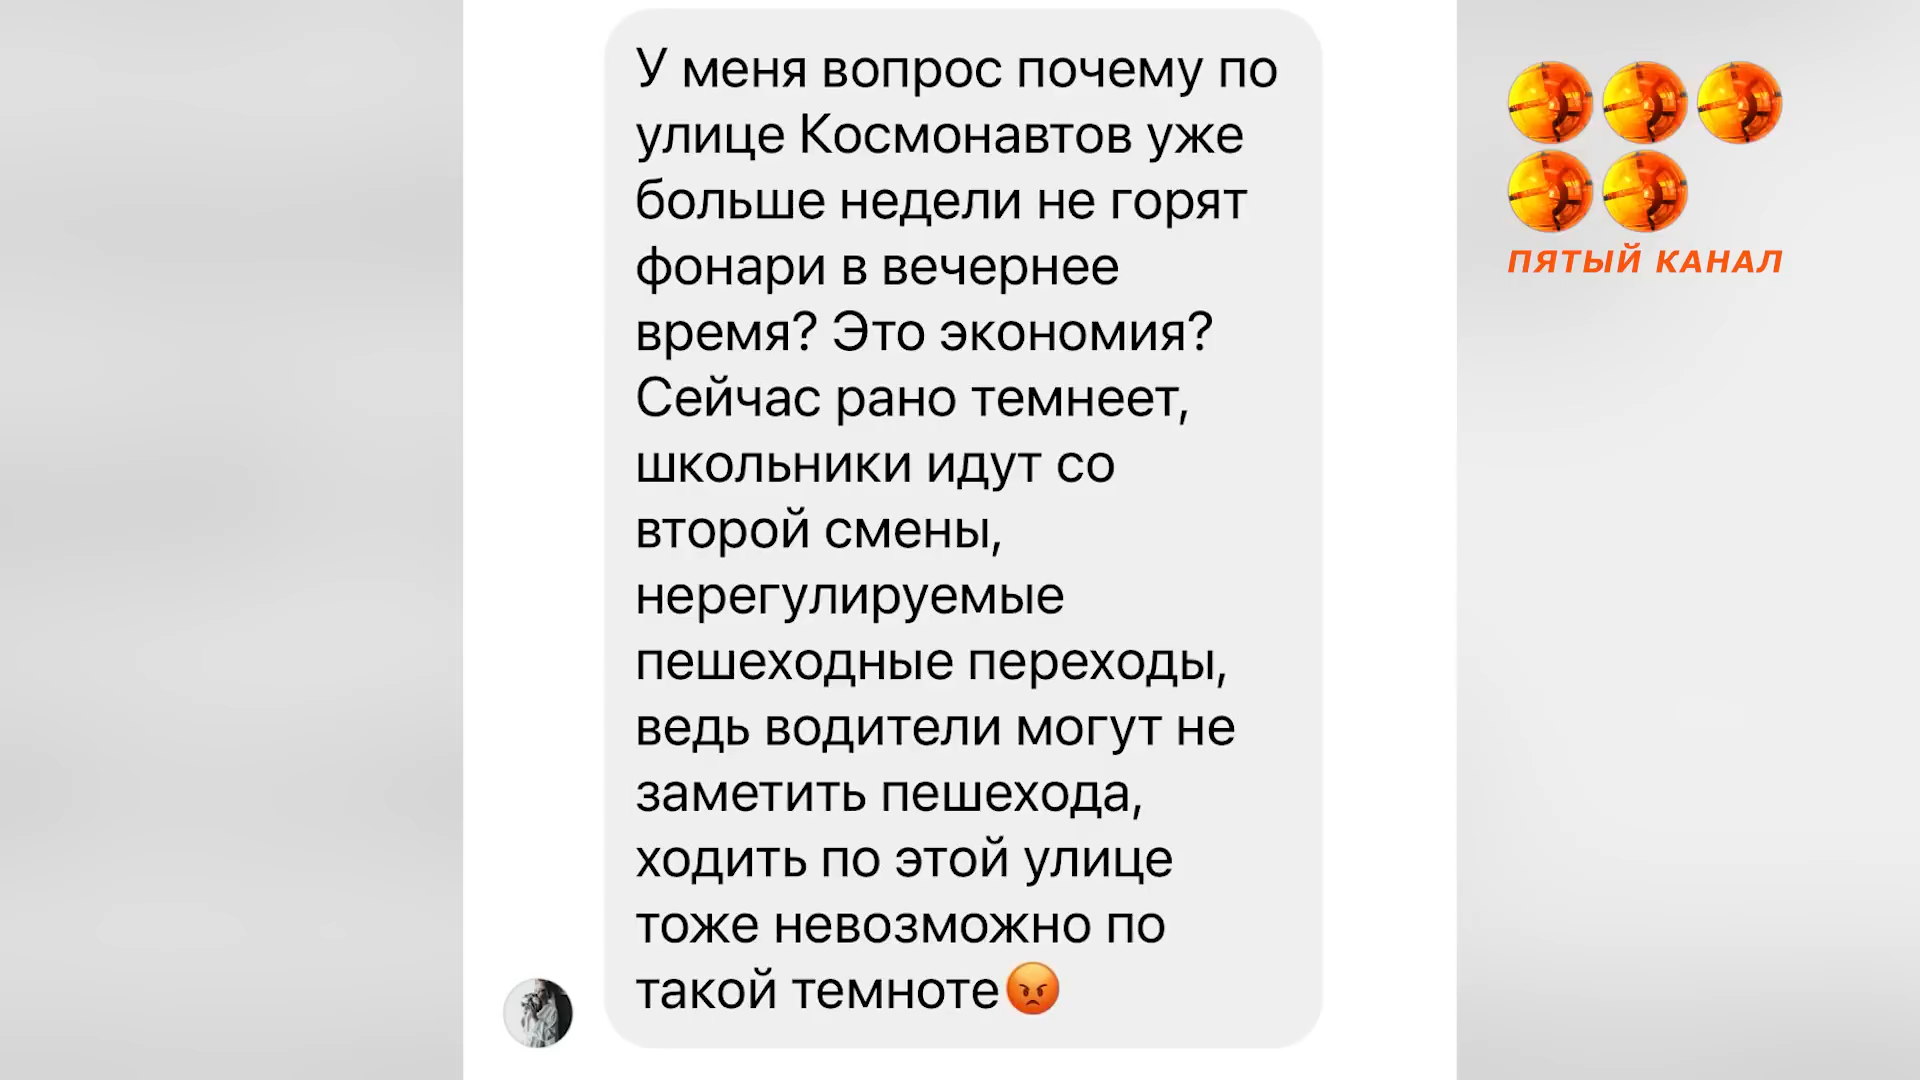 У меня вопрос почему по
улице Космонавтов уже
больше недели не горят
фонари в вечернее
время? Это экономия?
Сейчас рано темнеет,
школьники идут со
второй смены,
нерегулируемые
пешеходные переходы,
ведь водители могут не
заметить пешехода,
ходить по этой улице
тоже невозможно по
такой темноте😡
ПЯТЫЙ КАНАЛ